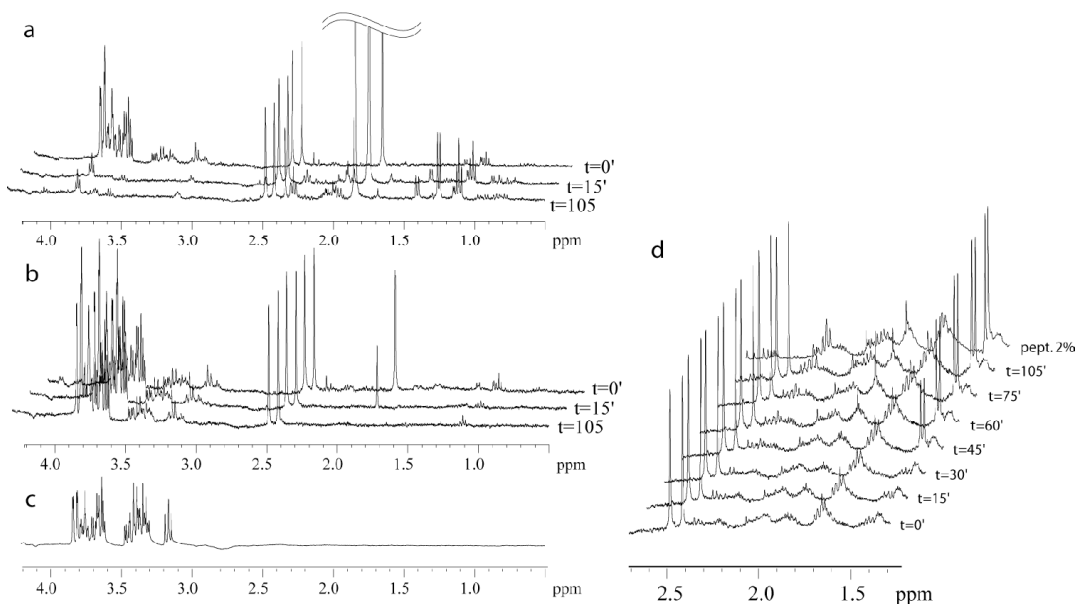 a
t=0'
t=15'
t=105
4.0 3.5 3.0 2.5 2.0 1.5 1.0 ppm
b
t=0'
t=15'
t=105
4.0 3.5 3.0 2.5 2.0 1.5 1.0 ppm
c
4.0 3.5 3.0 2.5 2.0 1.5 1.0 ppm
d
pept. 2%
t=105'
t=75'
t=60'
t=45'
t=30'
t=15'
t=0'
2.5 2.0 1.5 ppm